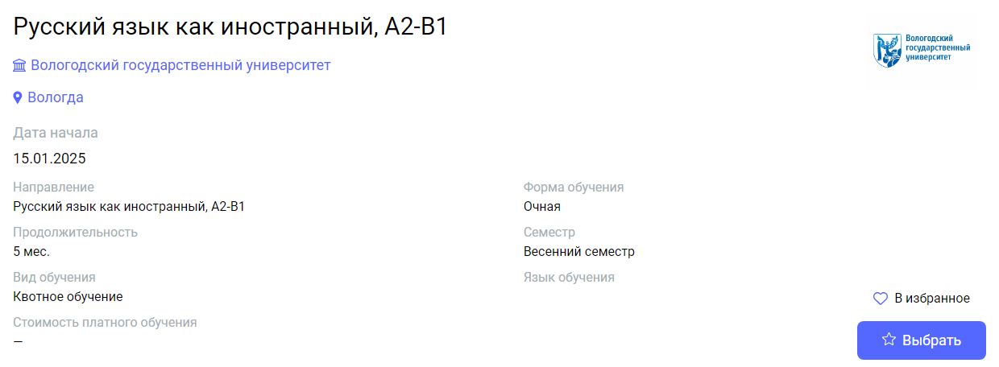 Русский язык как иностранный, A2-B1
Вологодский государственный университет
Вологодский
государственный
университет
Вологда
Дата начала
15.01.2025
Направление
Русский язык как иностранный, A2-B1
Форма обучения
Очная
Продолжительность
5 мес.
Семестр
Весенний семестр
Вид обучения
Квотное обучение
Язык обучения
Стоимость платного обучения
—
В избранное
Выбрать